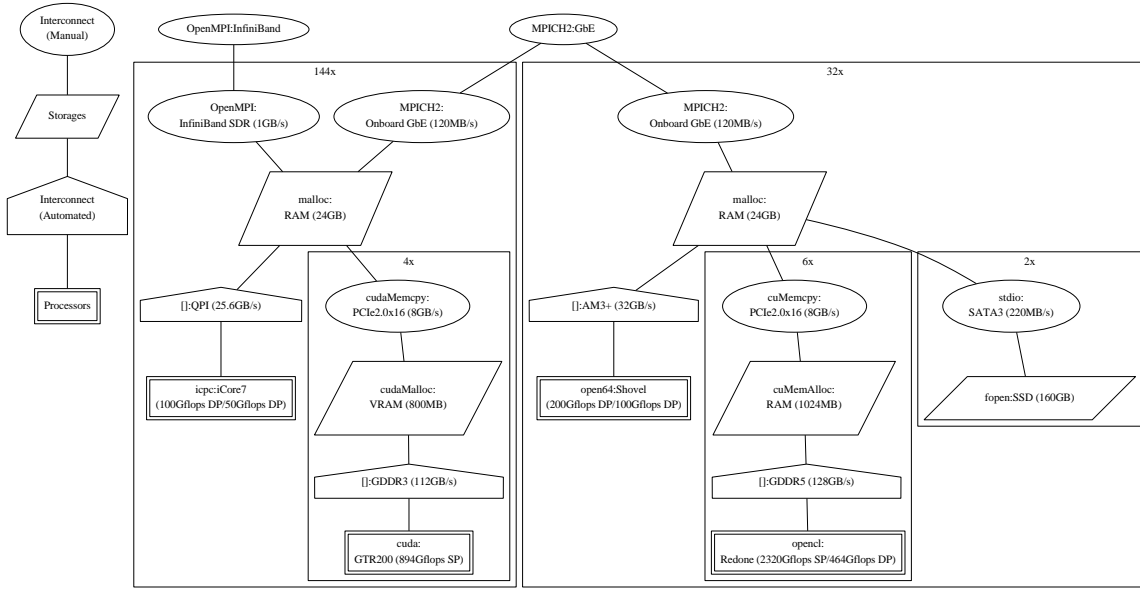 Interconnect
(Manual)
Storages
Interconnect
(Automated)
Processors
OpenMPI:InfiniBand
MPICH2:GbE
144x
OpenMPI:
InfiniBand SDR (1GB/s)
MPICH2:
Onboard GbE (120MB/s)
malloc:
RAM (24GB)
[]:QPI (25.6GB/s)
icpc:iCore7
(100Gflops DP/50Gflops DP)
4x
cudaMemcpy:
PCIe2.0x16 (8GB/s)
cudaMalloc:
VRAM (800MB)
[]:GDDR3 (112GB/s)
cuda:
GTR200 (894Gflops SP)
32x
MPICH2:
Onboard GbE (120MB/s)
malloc:
RAM (24GB)
[]:AM3+ (32GB/s)
open64:Shovel
(200Gflops DP/100Gflops DP)
6x
cuMemcpy:
PCIe2.0x16 (8GB/s)
cuMemAlloc:
RAM (1024MB)
[]:GDDR5 (128GB/s)
opencl:
Redone (2320Gflops SP/464Gflops DP)
2x
stdio:
SATA3 (220MB/s)
fopen:SSD (160GB)